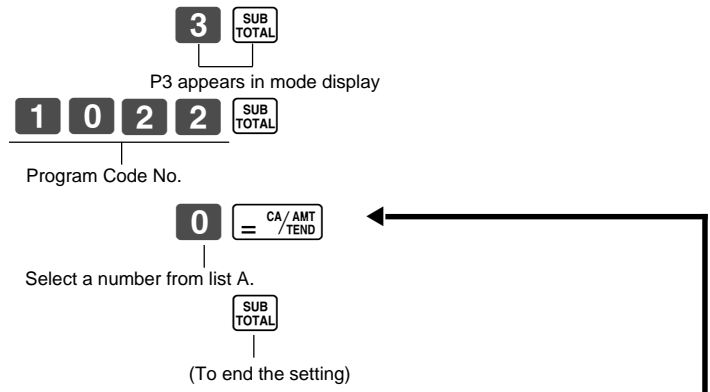 3 SUB TOTAL
P3 appears in mode display
1 0 2 2 SUB TOTAL
Program Code No.
0 = CA/AMT/TEND
Select a number from list A.
SUB TOTAL
(To end the setting)